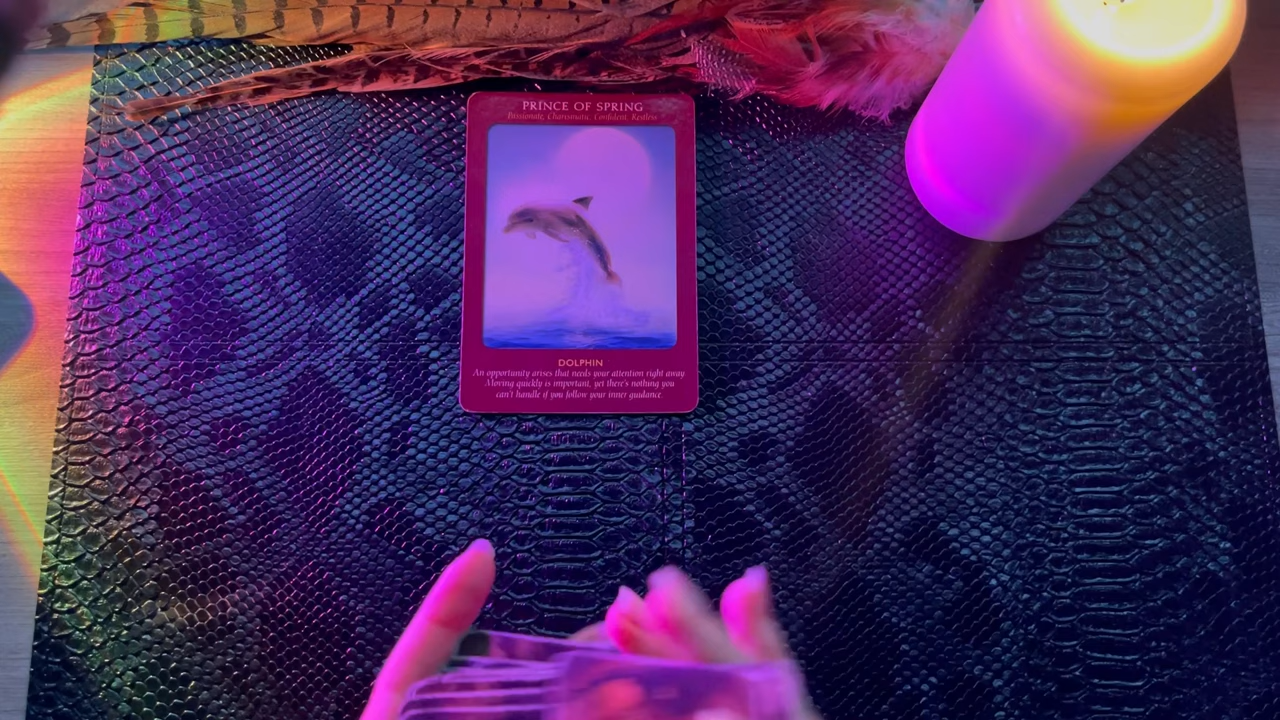 PRINCE OF SPRING
Passionate, Charismatic, Confident, Restless
DOLPHIN
An opportunity arises that needs your attention right away
Moving quickly is important, yet there's nothing you
can't handle if you follow your inner guidance.